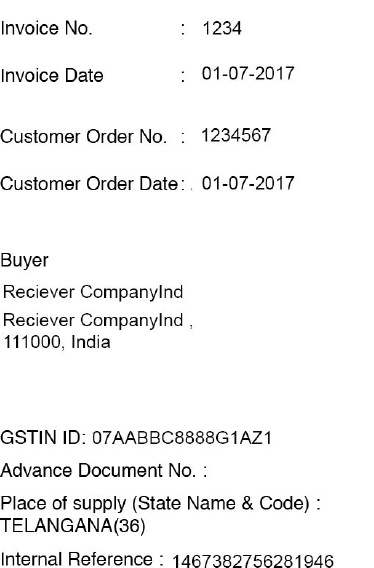 Invoice No. : 1234
Invoice Date : 01-07-2017
Customer Order No. : 1234567
Customer Order Date : 01-07-2017
Buyer
Reciever CompanyInd
Reciever CompanyInd ,
111000, India
GSTIN ID: 07AABBC8888G1AZ1
Advance Document No. :
Place of supply (State Name & Code) :
TELANGANA(36)
Internal Reference : 1467382756281946